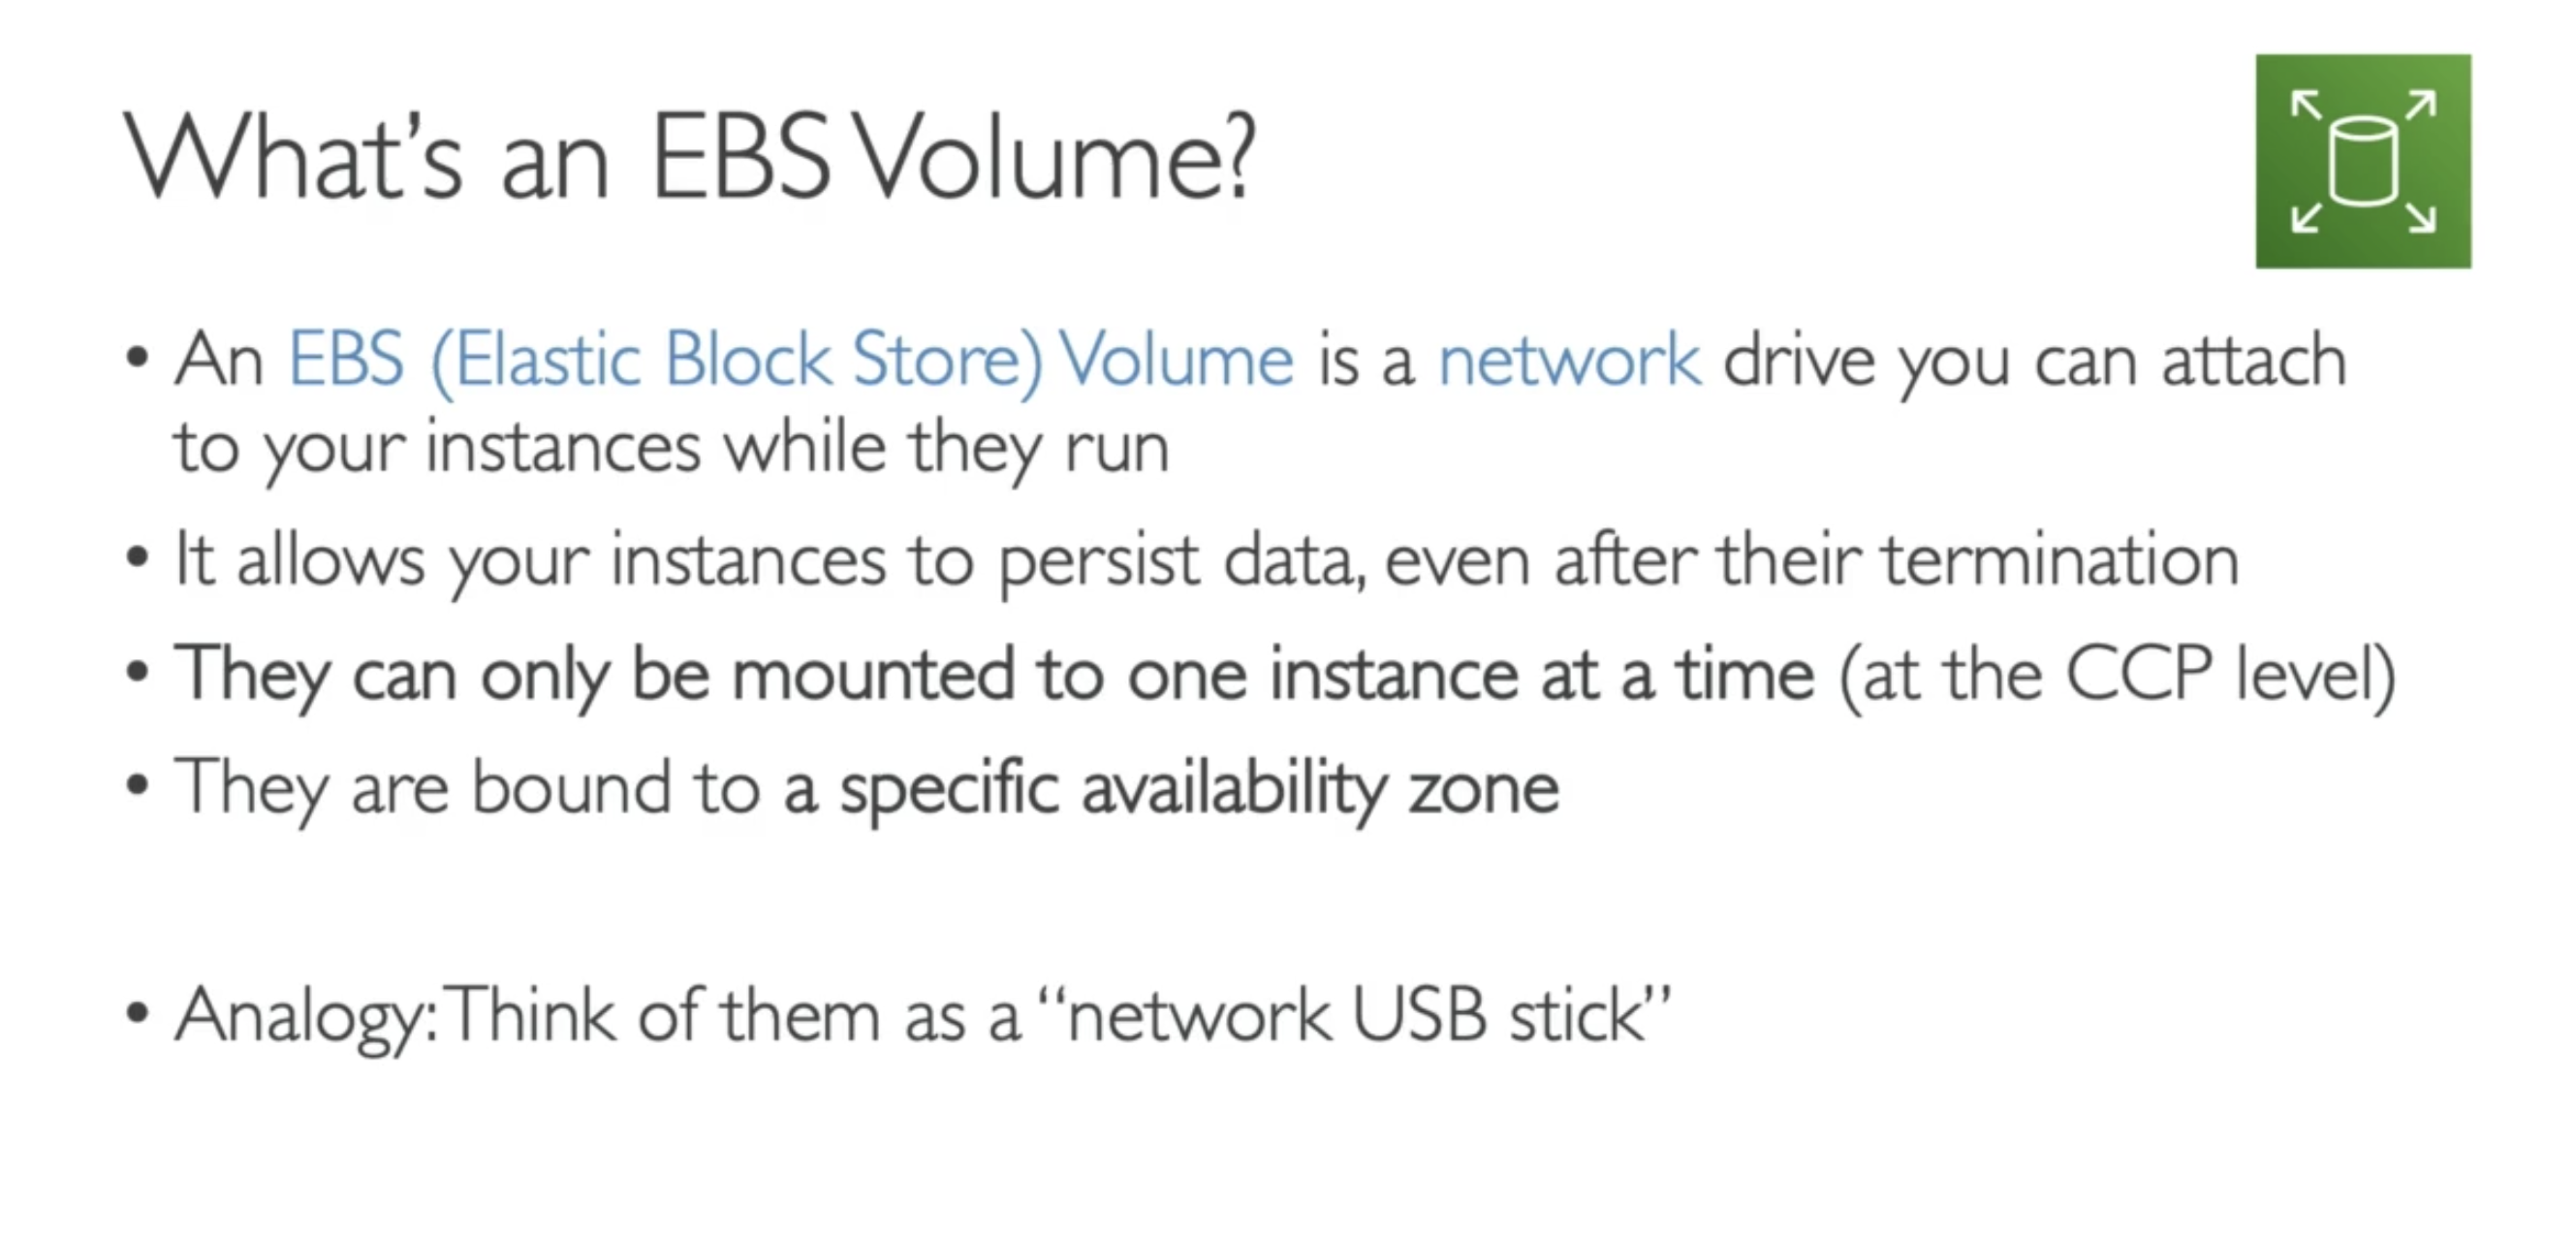 What’s an EBS Volume?
• An EBS (Elastic Block Store) Volume is a network drive you can attach
to your instances while they run
• It allows your instances to persist data, even after their termination
• They can only be mounted to one instance at a time (at the CCP level)
• They are bound to a specific availability zone
• Analogy: Think of them as a “network USB stick”